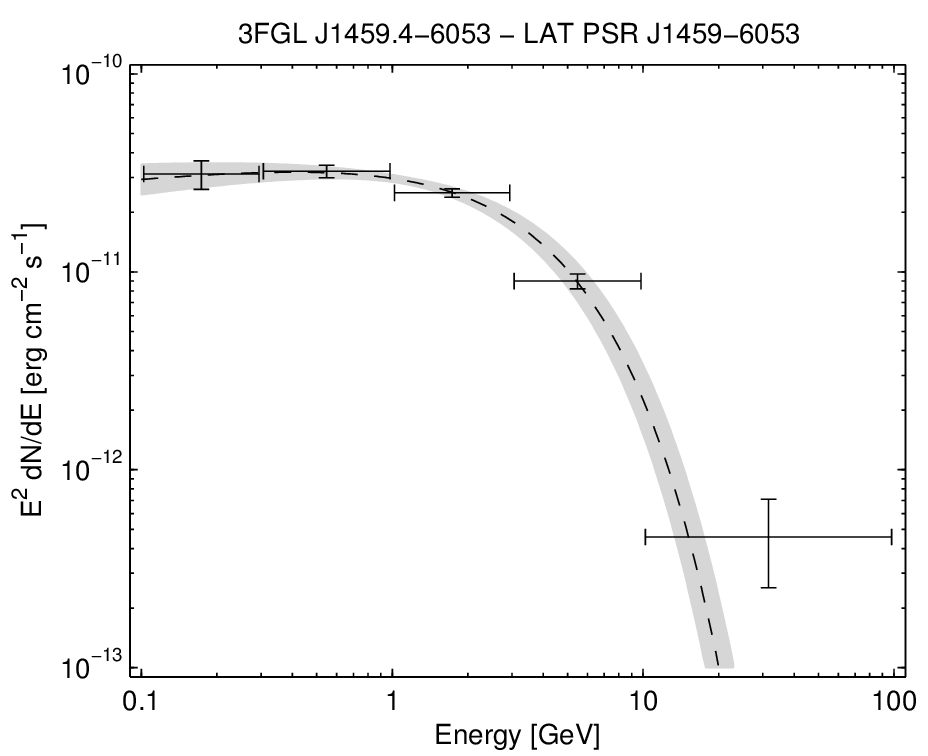 3FGL J1459.4−6053 − LAT PSR J1459−6053
10⁻¹⁰
10⁻¹¹
10⁻¹²
10⁻¹³
E² dN/dE [erg cm⁻² s⁻¹]
0.1 1 10 100
Energy [GeV]